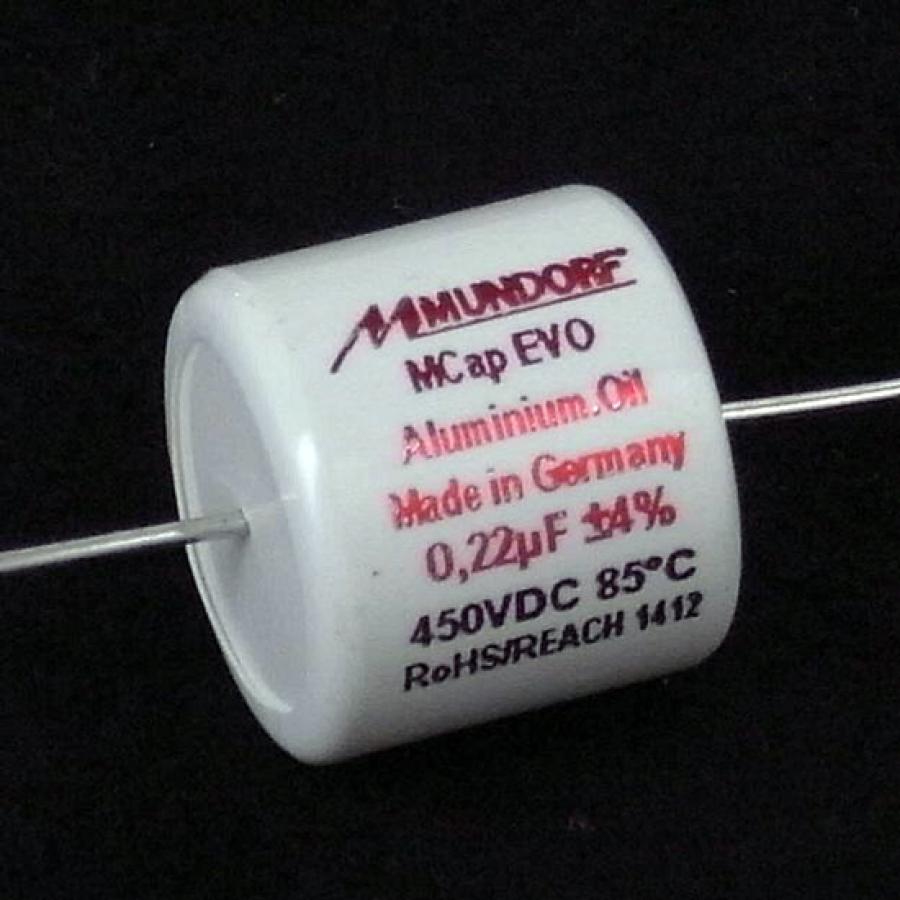 MUNDORF
MCap EVO
Aluminium.Oil
Made in Germany
0,22µF ±4%
450VDC 85°C
RoHS/REACH 1412